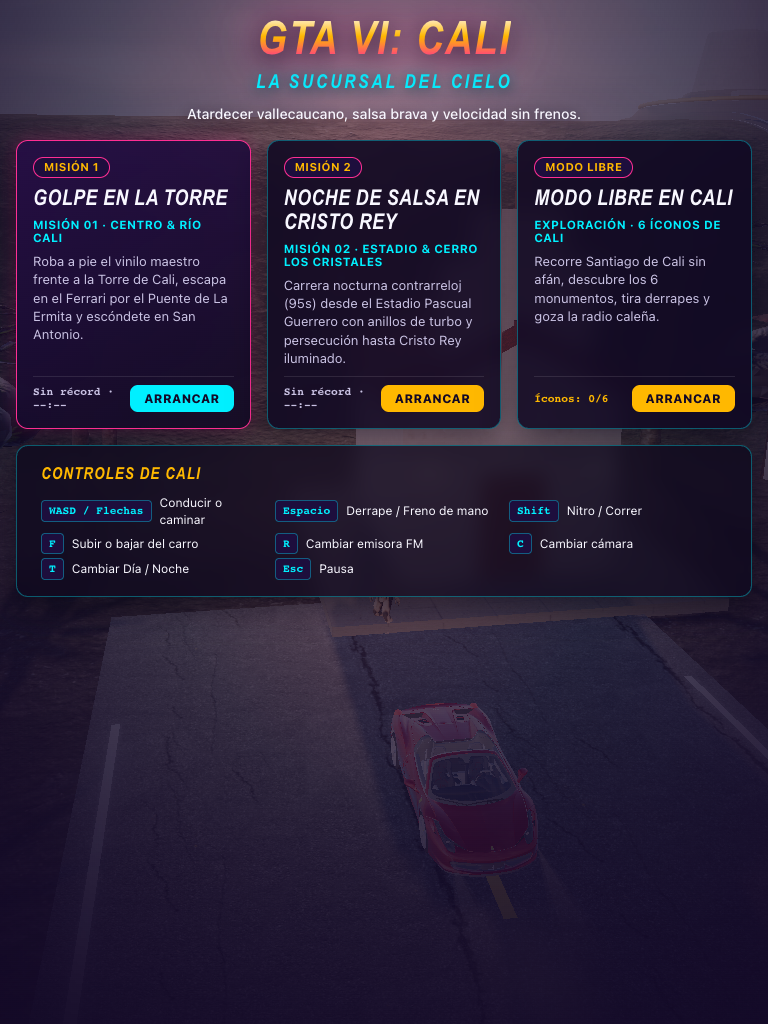 GTA VI: CALI
LA SUCURSAL DEL CIELO
Atardecer vallecaucano, salsa brava y velocidad sin frenos.
MISIÓN 1
GOLPE EN LA TORRE
MISIÓN 01 · CENTRO & RÍO
CALI
Roba a pie el vinilo maestro
frente a la Torre de Cali, escapa
en el Ferrari por el Puente de La
Ermita y escóndete en San
Antonio.
Sin récord ·
--:--
ARRANCAR
MISIÓN 2
NOCHE DE SALSA EN
CRISTO REY
MISIÓN 02 · ESTADIO & CERRO
LOS CRISTALES
Carrera nocturna contrarreloj
(95s) desde el Estadio Pascual
Guerrero con anillos de turbo y
persecución hasta Cristo Rey
iluminado.
Sin récord ·
--:--
ARRANCAR
MODO LIBRE
MODO LIBRE EN CALI
EXPLORACIÓN · 6 ÍCONOS DE
CALI
Recorre Santiago de Cali sin
afán, descubre los 6
monumentos, tira derrapes y
goza la radio caleña.
Íconos: 0/6
ARRANCAR
CONTROLES DE CALI
WASD / Flechas Conducir o
caminar
Espacio Derrape / Freno de mano
Shift Nitro / Correr
F Subir o bajar del carro
R Cambiar emisora FM
C Cambiar cámara
T Cambiar Día / Noche
Esc Pausa